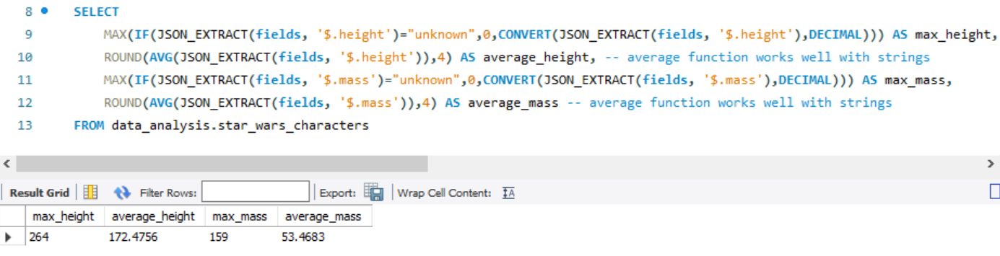 8 SELECT
9 MAX(IF(JSON_EXTRACT(fields, '$.height')="unknown",0,CONVERT(JSON_EXTRACT(fields, '$.height'),DECIMAL))) AS max_height,
10 ROUND(AVG(JSON_EXTRACT(fields, '$.height')),4) AS average_height, -- average function works well with strings
11 MAX(IF(JSON_EXTRACT(fields, '$.mass')="unknown",0,CONVERT(JSON_EXTRACT(fields, '$.mass'),DECIMAL))) AS max_mass,
12 ROUND(AVG(JSON_EXTRACT(fields, '$.mass')),4) AS average_mass -- average function works well with strings
13 FROM data_analysis.star_wars_characters
Result Grid Filter Rows: Export: Wrap Cell Content:
max_height average_height max_mass average_mass
264 172.4756 159 53.4683